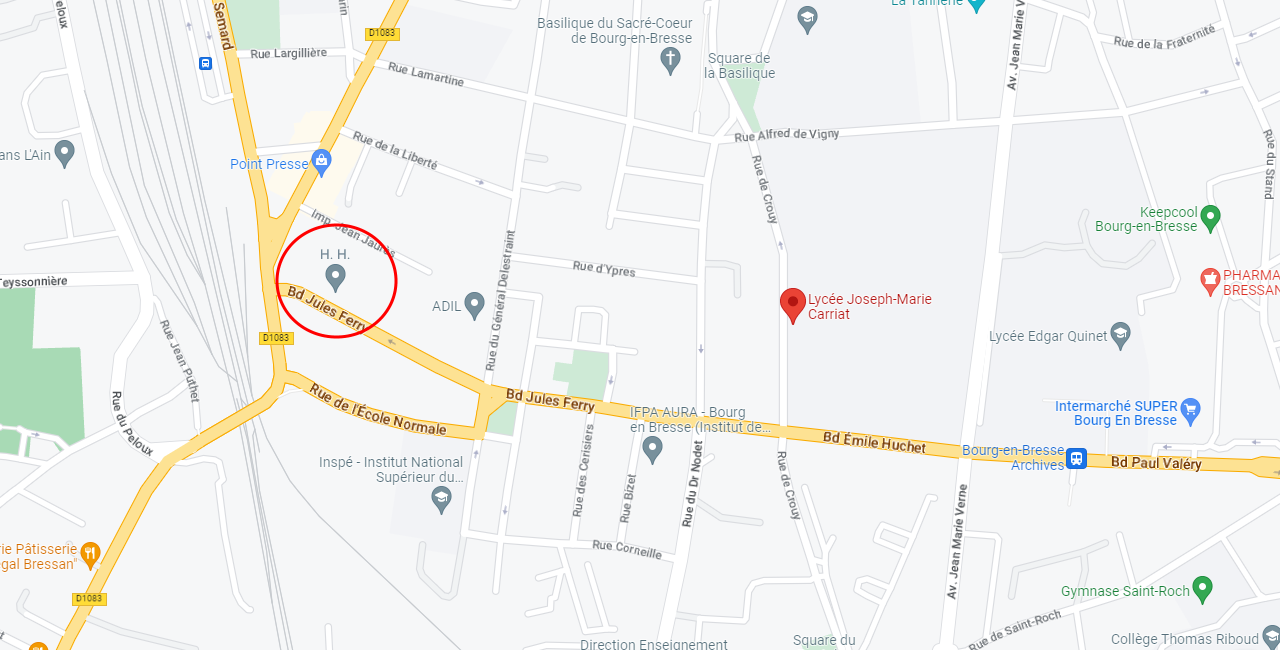 Peloux
Semard
D1083
Basilique du Sacré-Coeur
de Bourg-en-Bresse
La Tannerie
Av. Jean Marie V
Rue de la Fraternité
Rue Largillière
Rue Lamartine
Square de
la Basilique
Rue Alfred de Vigny
ans L'Ain
Point Presse
Rue de la Liberté
Rue de Crouy
Rue du Stand
Imp. Jean Jaurès
Keepcool
Bourg-en-Bresse
H. H.
Rue d'Ypres
Teyssonnière
PHARMA
BRESSAN
Bd Jules Ferry
ADIL
Rue du Général Delestraint
Lycée Joseph-Marie
Carriat
D1083
Rue Jean Puthet
Lycée Edgar Quinet
Rue du Peloux
Rue de l'École Normale
Bd Jules Ferry
IFPA AURA - Bourg
en Bresse (Institut de...
Intermarché SUPER
Bourg En Bresse
Bd Émile Huchet
Bourg-en-Bresse
Archives
Bd Paul Valéry
Inspé - Institut National
Supérieur du...
Rue des Cerisiers
Rue Bizet
Rue du Dr Nodet
Rue de Crouy
Av. Jean Marie Verne
Rue Corneille
rie Pâtisserie
gal Bressan"
D1083
Gymnase Saint-Roch
Rue de Saint-Roch
Direction Enseignement
Square du
Collège Thomas Riboud